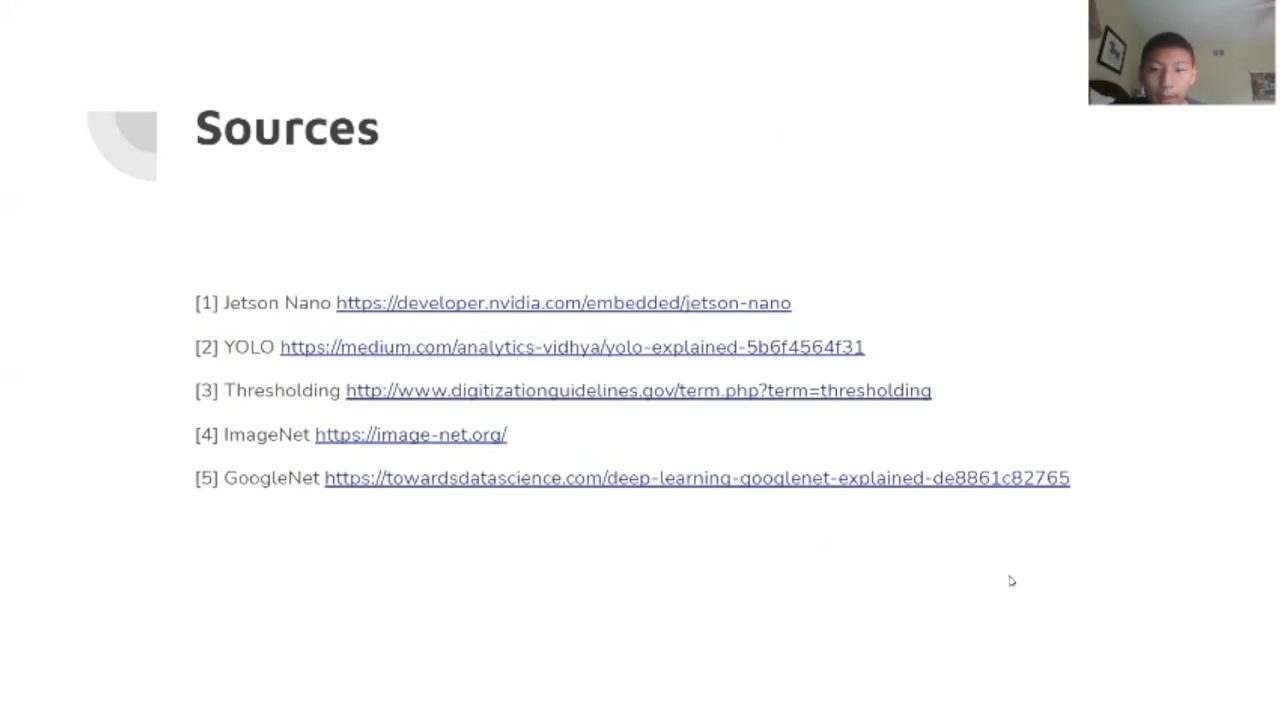 Sources
[1] Jetson Nano https://developer.nvidia.com/embedded/jetson-nano
[2] YOLO https://medium.com/analytics-vidhya/yolo-explained-5b6f4564f31
[3] Thresholding http://www.digitizationguidelines.gov/term.php?term=thresholding
[4] ImageNet https://image-net.org/
[5] GoogleNet https://towardsdatascience.com/deep-learning-googlenet-explained-de8861c82765